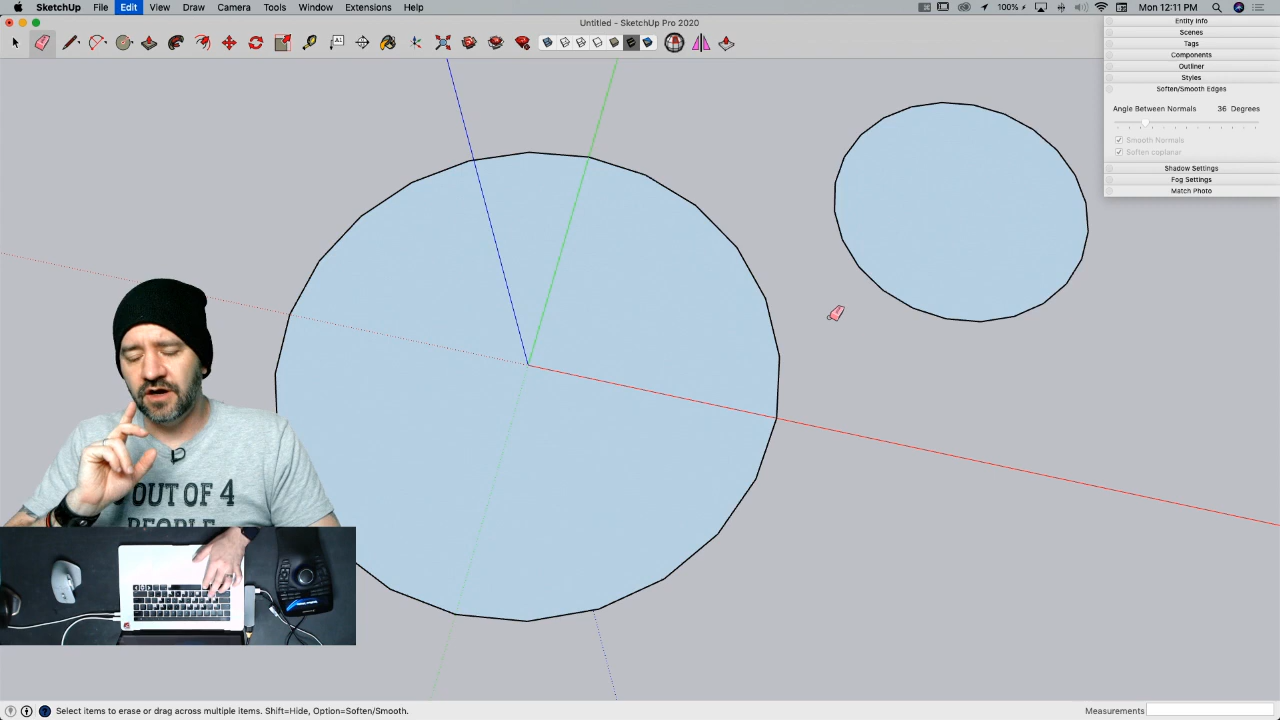 SketchUp File Edit View Draw Camera Tools Window Extensions Help
100% Mon 12:11 PM
Untitled - SketchUp Pro 2020
Entity Info
Scenes
Tags
Components
Outliner
Styles
Soften/Smooth Edges
Angle Between Normals 36 Degrees
Smooth Normals
Soften coplanar
Shadow Settings
Fog Settings
Match Photo
OUT OF 4
PEOPLE
Select items to erase or drag across multiple items. Shift=Hide, Option=Soften/Smooth.
Measurements